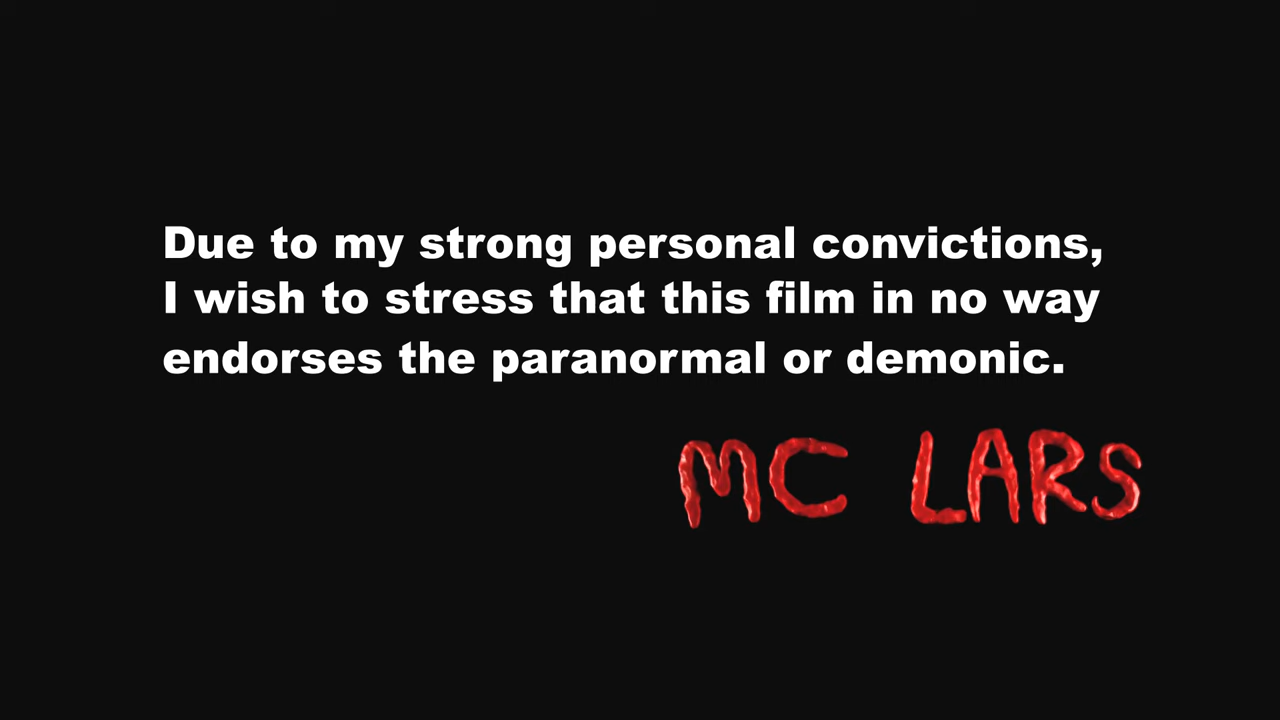 Due to my strong personal convictions,
I wish to stress that this film in no way
endorses the paranormal or demonic.
MC LARS